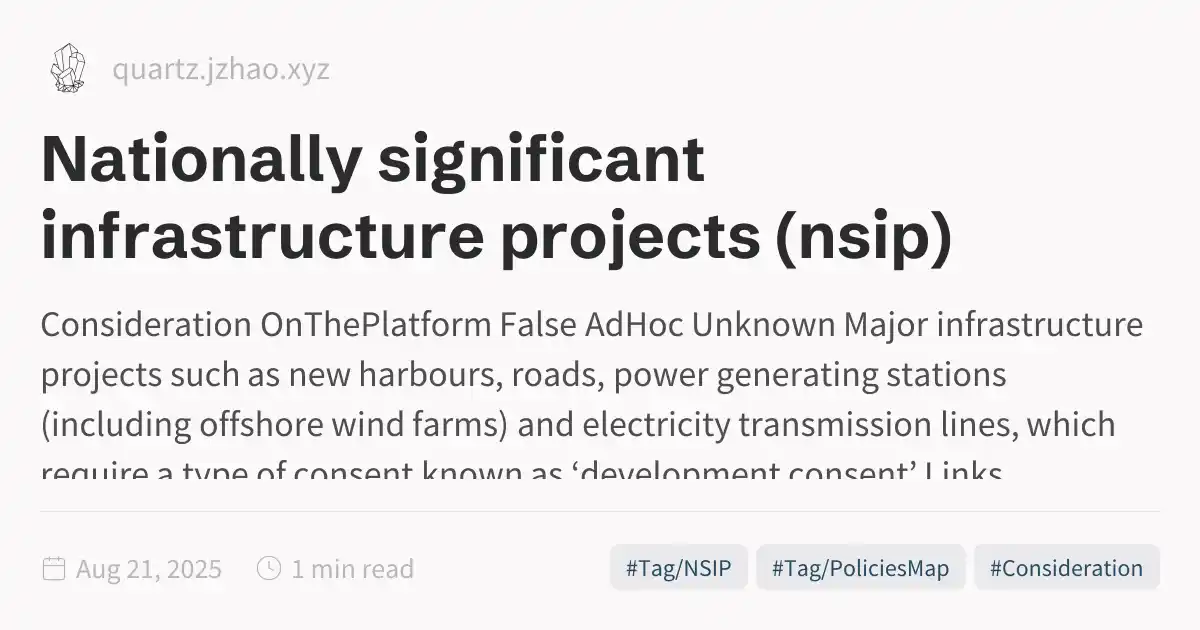 quartz.jzhao.xyz
Nationally significant
infrastructure projects (nsip)
Consideration OnThePlatform False AdHoc Unknown Major infrastructure
projects such as new harbours, roads, power generating stations
(including offshore wind farms) and electricity transmission lines, which
require a type of consent known as ‘development consent’ Links
Aug 21, 2025
1 min read
#Tag/NSIP
#Tag/PoliciesMap
#Consideration